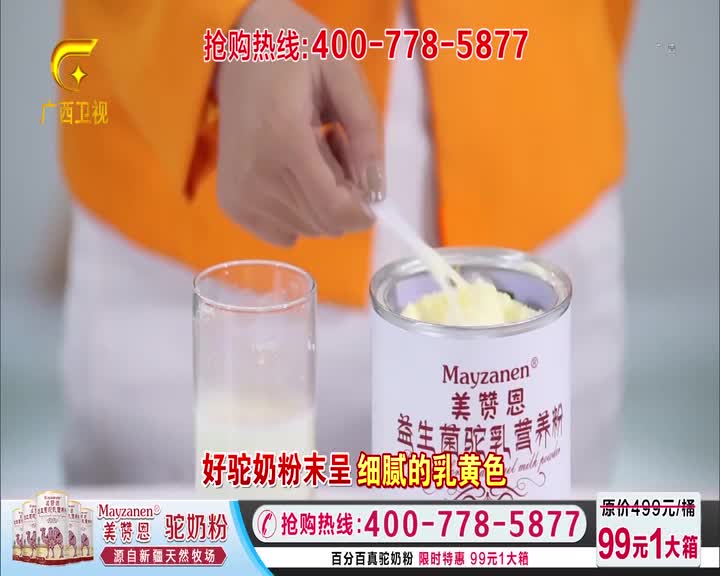 抢购热线:400-778-5877
广西卫视
Mayzanen®
美赞恩
益生菌驼乳营养粉
milk powder
好驼奶粉末呈 细腻的乳黄色
Mayzanen®
美赞恩
驼奶粉
源自新疆天然牧场
抢购热线:400-778-5877
百分百真驼奶粉 限时特惠 99元1大箱
原价499元/桶
99元1大箱